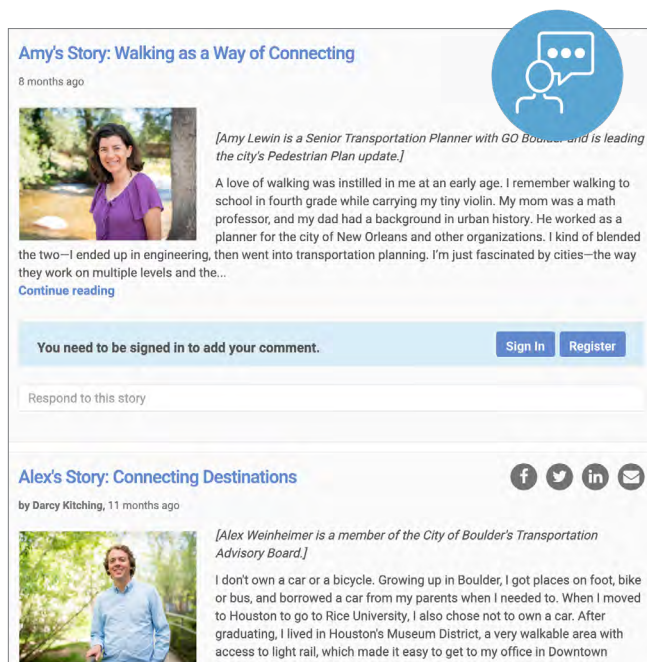 Amy's Story: Walking as a Way of Connecting
8 months ago
[Amy Lewin is a Senior Transportation Planner with GO Boulder and is leading
the city's Pedestrian Plan update.]
A love of walking was instilled in me at an early age. I remember walking to
school in fourth grade while carrying my tiny violin. My mom was a math
professor, and my dad had a background in urban history. He worked as a
planner for the city of New Orleans and other organizations. I kind of blended
the two—I ended up in engineering, then went into transportation planning. I'm just fascinated by cities—the way
they work on multiple levels and the...
Continue reading
You need to be signed in to add your comment.
Sign In Register
Respond to this story
Alex's Story: Connecting Destinations
by Darcy Kitching, 11 months ago
[Alex Weinheimer is a member of the City of Boulder's Transportation
Advisory Board.]
I don't own a car or a bicycle. Growing up in Boulder, I got places on foot, bike
or bus, and borrowed a car from my parents when I needed to. When I moved
to Houston to go to Rice University, I also chose not to own a car. After
graduating, I lived in Houston's Museum District, a very walkable area with
access to light rail, which made it easy to get to my office in Downtown